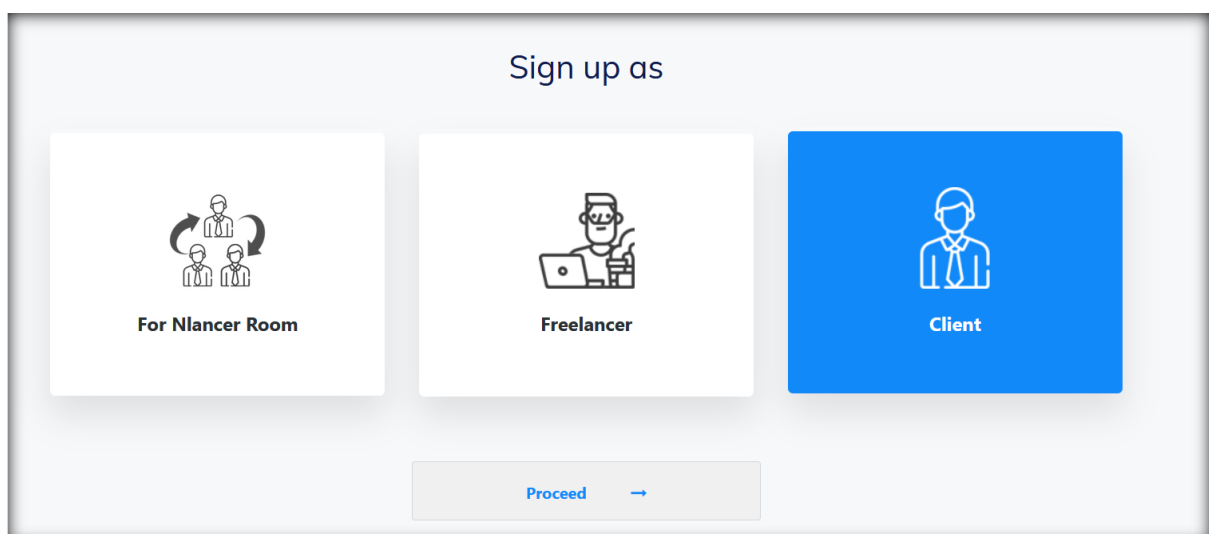 Sign up as
For Nlancer Room
Freelancer
Client
Proceed →